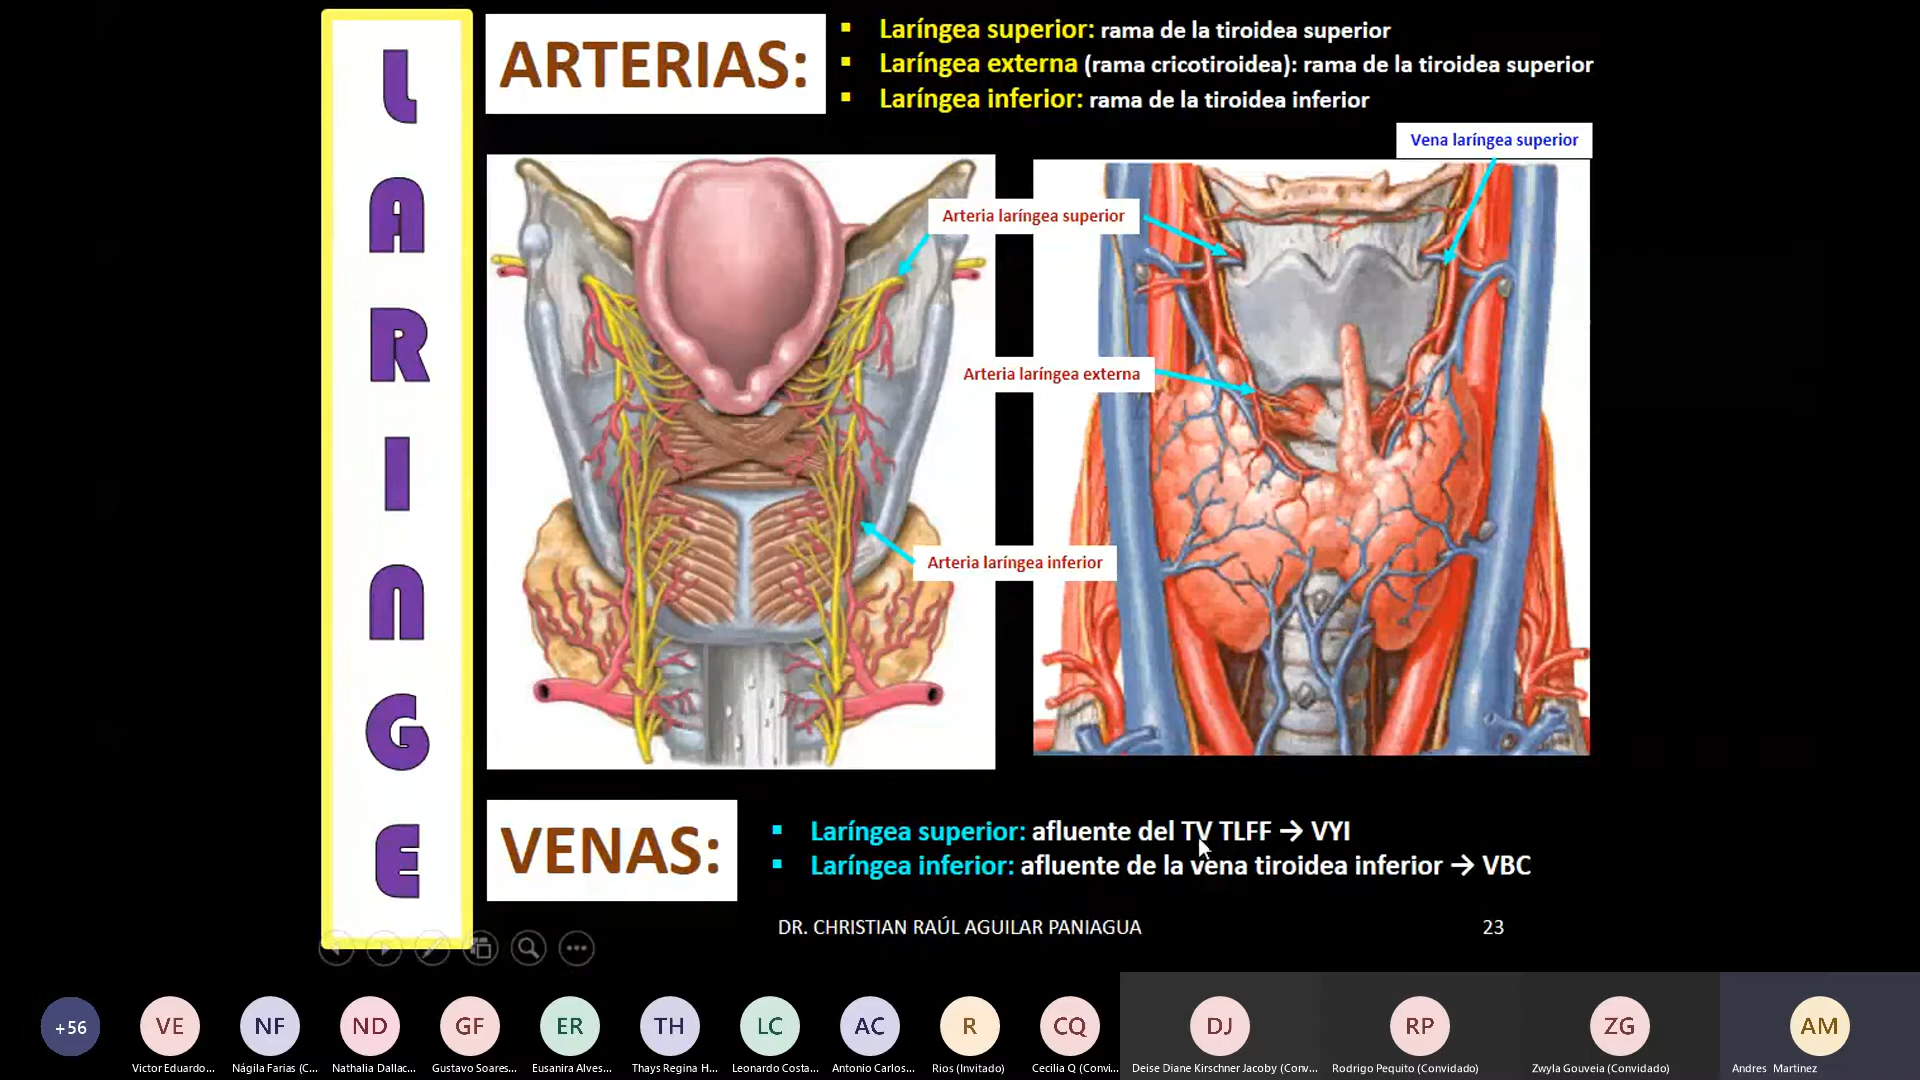 LARINGE
ARTERIAS:
▪ Laríngea superior: rama de la tiroidea superior
▪ Laríngea externa (rama cricotiroidea): rama de la tiroidea superior
▪ Laríngea inferior: rama de la tiroidea inferior
Vena laríngea superior
Arteria laríngea superior
Arteria laríngea externa
Arteria laríngea inferior
VENAS:
▪ Laríngea superior: afluente del TV TLFF → VYI
▪ Laríngea inferior: afluente de la vena tiroidea inferior → VBC
DR. CHRISTIAN RAÚL AGUILAR PANIAGUA
23
+56
VE
NF
ND
GF
ER
TH
LC
AC
R
CQ
DJ
RP
ZG
AM
Victor Eduardo...
Nágila Farias (C...
Nathalia Dallac...
Gustavo Soares...
Eusanira Alves...
Thays Regina H...
Leonardo Costa...
Antonio Carlos...
Rios (Invitado)
Cecilia Q (Convi...
Deise Diane Kirschner Jacoby (Conv...
Rodrigo Pequito (Convidado)
Zwyla Gouveia (Convidado)
Andres Martinez